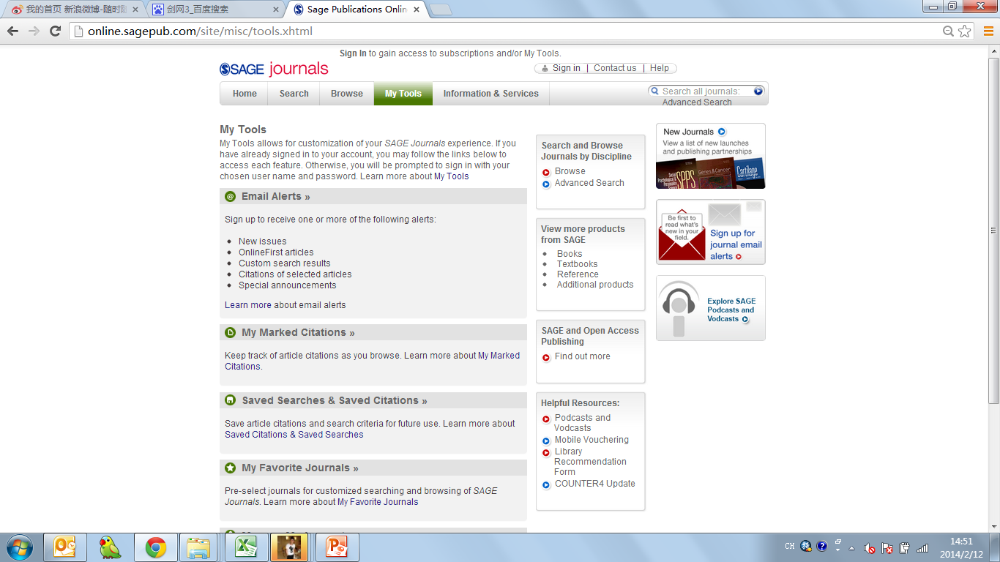 我的首页 新浪微博-随时随
剑网3_百度搜索
Sage Publications Onlin
online.sagepub.com/site/misc/tools.xhtml
Sign In to gain access to subscriptions and/or My Tools.
SAGE journals
Sign in | Contact us | Help
Home Search Browse My Tools Information & Services
Search all journals:
Advanced Search
My Tools
My Tools allows for customization of your SAGE Journals experience. If you
have already signed in to your account, you may follow the links below to
access each feature. Otherwise, you will be prompted to sign in with your
chosen user name and password. Learn more about My Tools
Email Alerts »
Sign up to receive one or more of the following alerts:
New issues
OnlineFirst articles
Custom search results
Citations of selected articles
Special announcements
Learn more about email alerts
My Marked Citations »
Keep track of article citations as you browse. Learn more about My Marked
Citations.
Saved Searches & Saved Citations »
Save article citations and search criteria for future use. Learn more about
Saved Citations & Saved Searches
My Favorite Journals »
Pre-select journals for customized searching and browsing of SAGE
Journals. Learn more about My Favorite Journals
Search and Browse
Journals by Discipline
Browse
Advanced Search
View more products
from SAGE
Books
Textbooks
Reference
Additional products
SAGE and Open Access
Publishing
Find out more
Helpful Resources:
Podcasts and
Vodcasts
Mobile Vouchering
Library
Recommendation
Form
COUNTER4 Update
New Journals
View a list of new launches
and publishing partnerships
Social
Psychological &
Personality
SPPS
Genes & Cancer
Cartilage
Be first to
read what's
new in your
field.
Sign up for
journal email
alerts
Explore SAGE
Podcasts and
Vodcasts
CH
14:51
2014/2/12